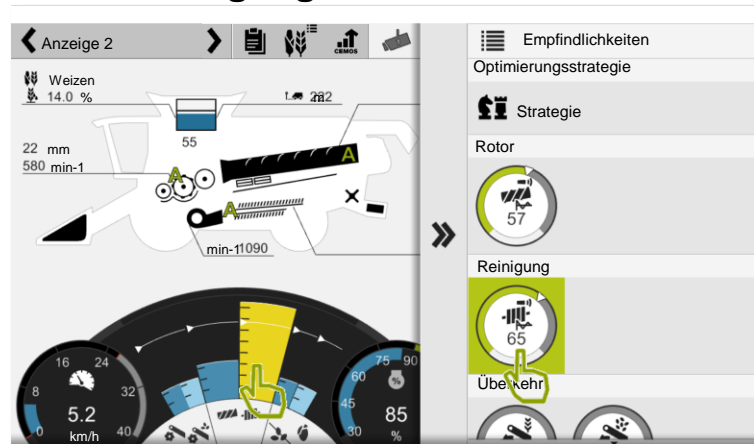 Anzeige 2
CEMOS
Empfindlichkeiten
Optimierungsstrategie
Weizen
14.0 %
55
Strategie
22 mm
580 min-1
A
A
A
Rotor
57
min-1 1090
Reinigung
65
Überkehr
8
16
24
32
40
0
5.2
km/h
30
45
60
75
90
%
85
%